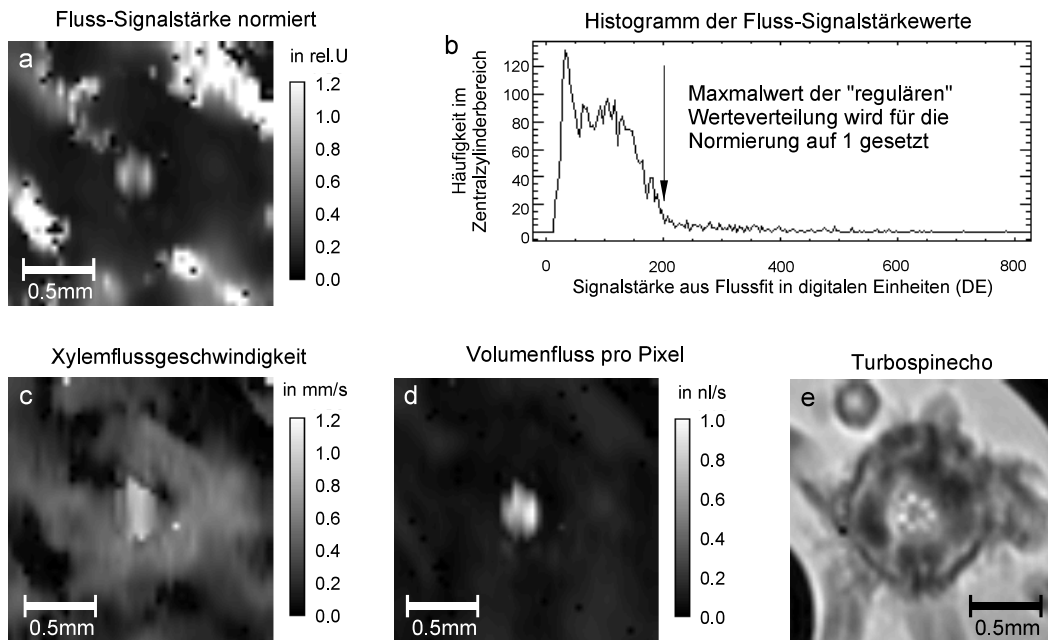 Fluss-Signalstärke normiert
a
in rel.U
1.2
1.0
0.8
0.6
0.4
0.2
0.0
0.5mm
Histogramm der Fluss-Signalstärkewerte
b
Häufigkeit im
Zentralzylinderbereich
120
100
80
60
40
20
0
Maxmalwert der "regulären"
Werteverteilung wird für die
Normierung auf 1 gesetzt
0 200 400 600 800
Signalstärke aus Flussfit in digitalen Einheiten (DE)
Xylemflussgeschwindigkeit
c
in mm/s
1.2
1.0
0.8
0.6
0.4
0.2
0.0
0.5mm
Volumenfluss pro Pixel
d
in nl/s
1.0
0.8
0.6
0.4
0.2
0.0
0.5mm
Turbospinecho
e
0.5mm